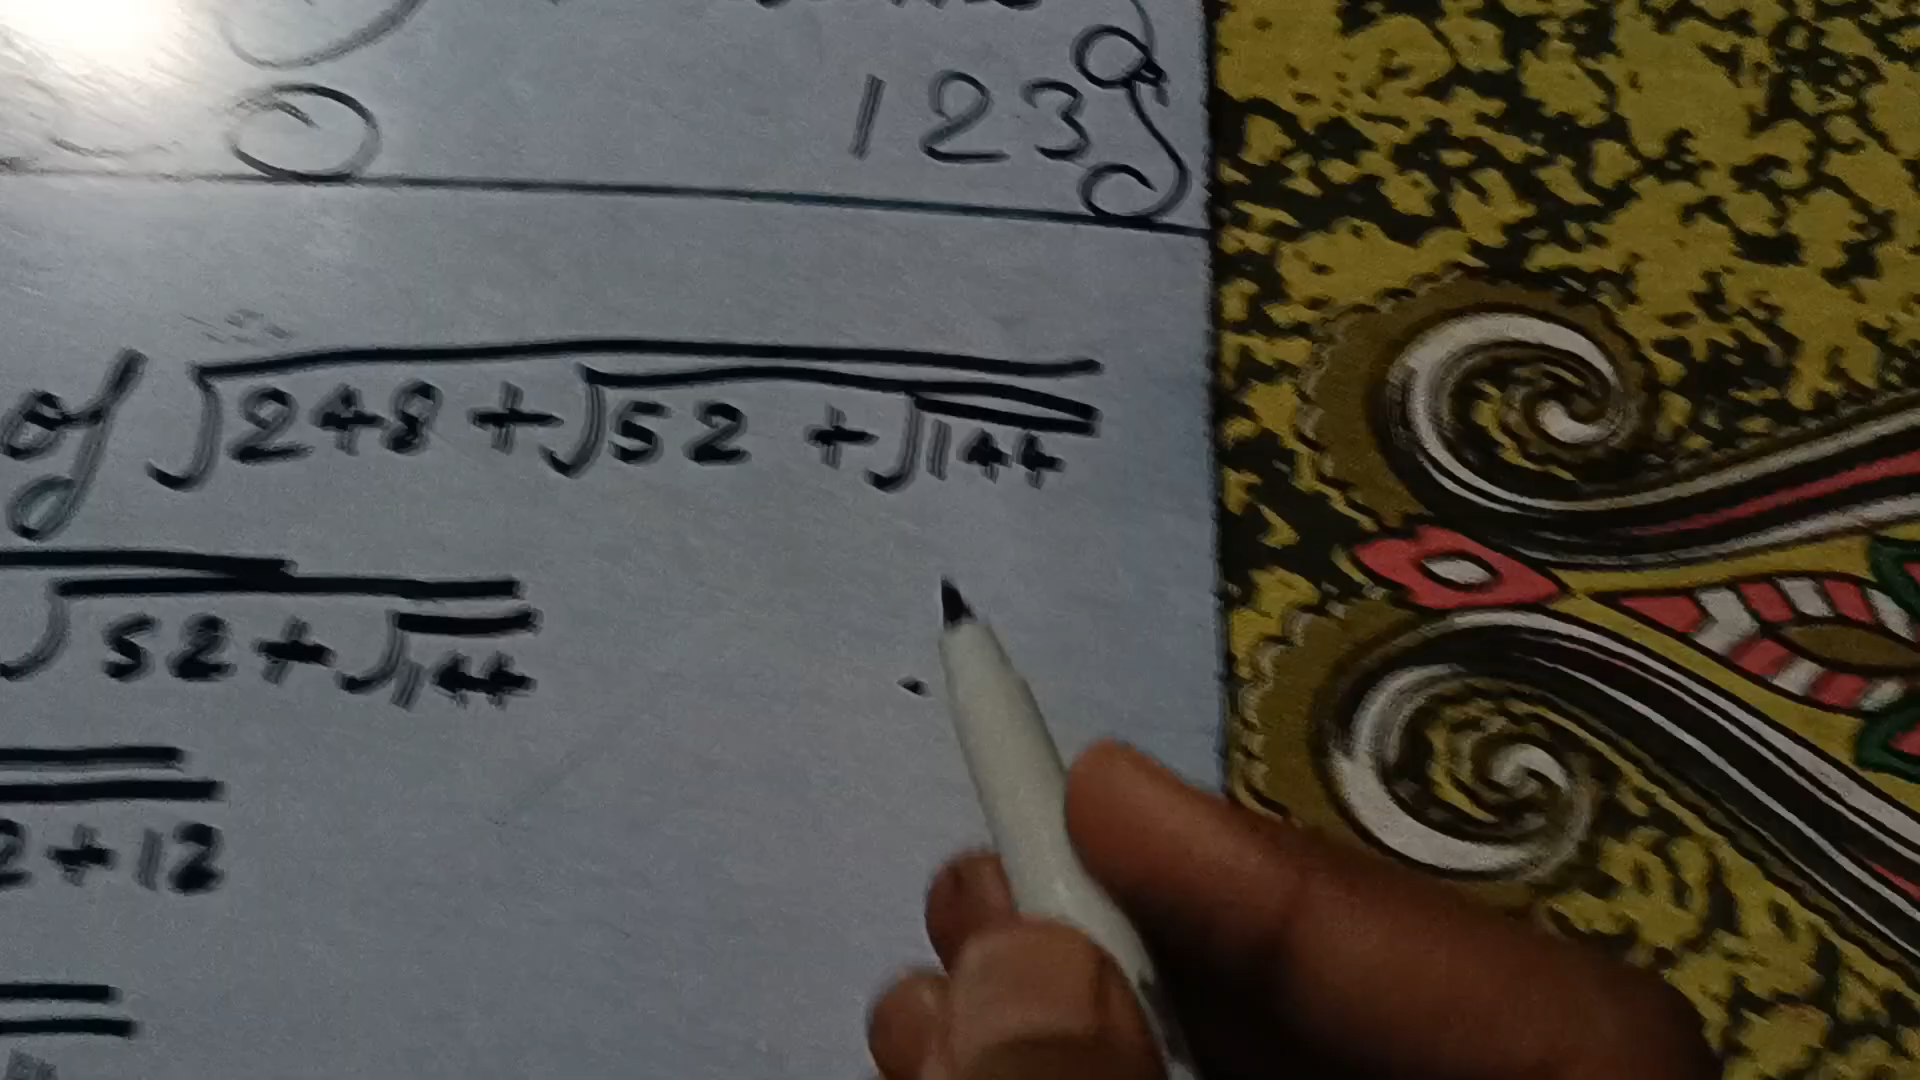 123
of √248 + √52 + √144
√52 + √144
2 + 12